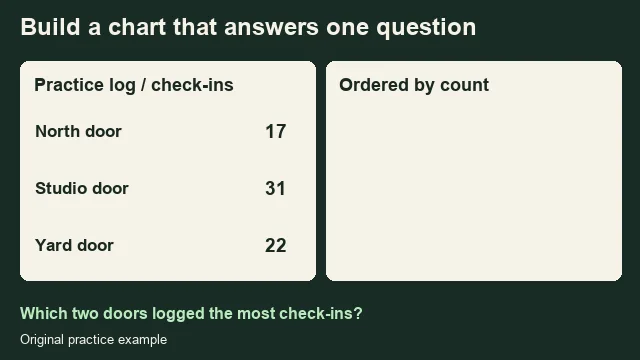 Build a chart that answers one question
Practice log / check-ins
North door 17
Studio door 31
Yard door 22
Ordered by count
Which two doors logged the most check-ins?
Original practice example